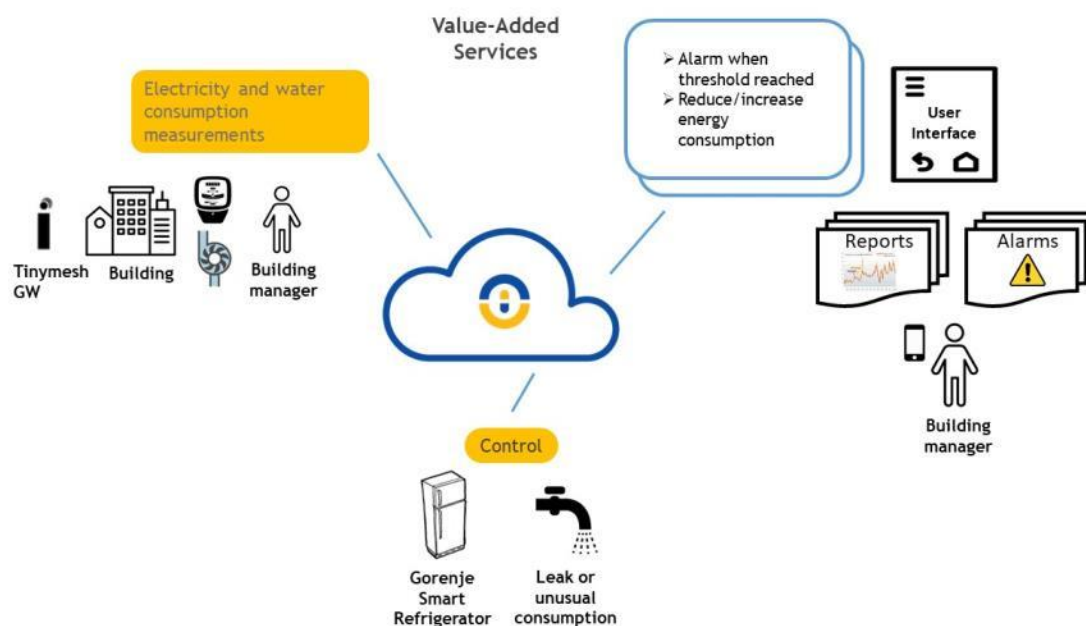 Value-Added
Services
Electricity and water
consumption
measurements
➢ Alarm when
threshold reached
➢ Reduce/increase
energy
consumption
User
Interface
Tinymesh
GW
Building
Building
manager
Reports
Alarms
Building
manager
Control
Gorenje
Smart
Refrigerator
Leak or
unusual
consumption